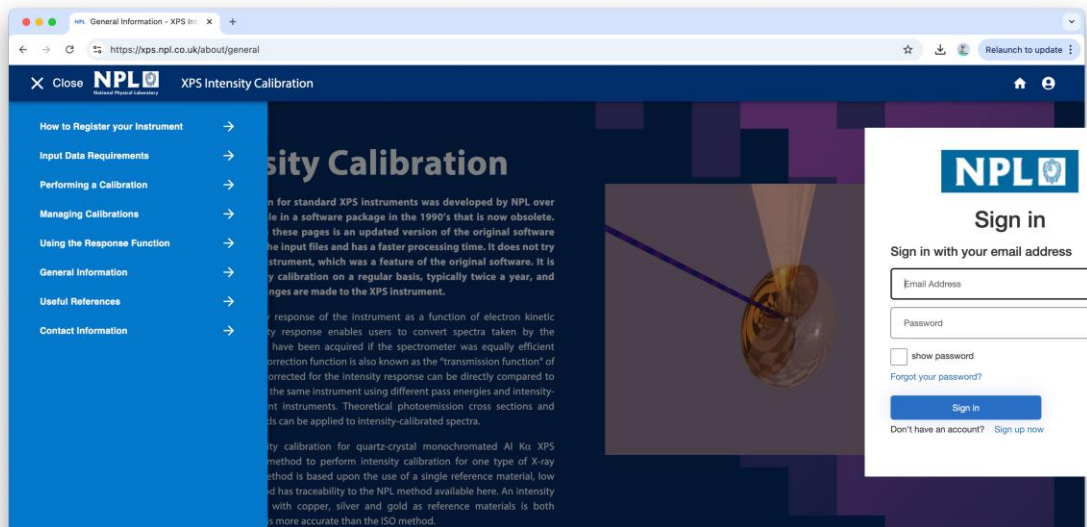 General Information - XPS Ins
https://xps.npl.co.uk/about/general
Relaunch to update
Close
NPL
National Physical Laboratory
XPS Intensity Calibration
How to Register your Instrument
Input Data Requirements
Performing a Calibration
Managing Calibrations
Using the Response Function
General Information
Useful References
Contact Information
sity Calibration
n for standard XPS instruments was developed by NPL over
le in a software package in the 1990's that is now obsolete.
these pages is an updated version of the original software
he input files and has a faster processing time. It does not try
strument, which was a feature of the original software. It is
y calibration on a regular basis, typically twice a year, and
nges are made to the XPS instrument.
response of the instrument as a function of electron kinetic
ty response enables users to convert spectra taken by the
have been acquired if the spectrometer was equally efficient
orrection function is also known as the "transmission function" of
orrected for the intensity response can be directly compared to
the same instrument using different pass energies and intensity-
nt instruments. Theoretical photoemission cross sections and
ds can be applied to intensity-calibrated spectra.
ty calibration for quartz-crystal monochromated Al Kα XPS
method to perform intensity calibration for one type of X-ray
ethod is based upon the use of a single reference material, low
d has traceability to the NPL method available here. An intensity
with copper, silver and gold as reference materials is both
s more accurate than the ISO method.
NPL
Sign in
Sign in with your email address
Email Address
Password
show password
Forgot your password?
Sign in
Don't have an account? Sign up now